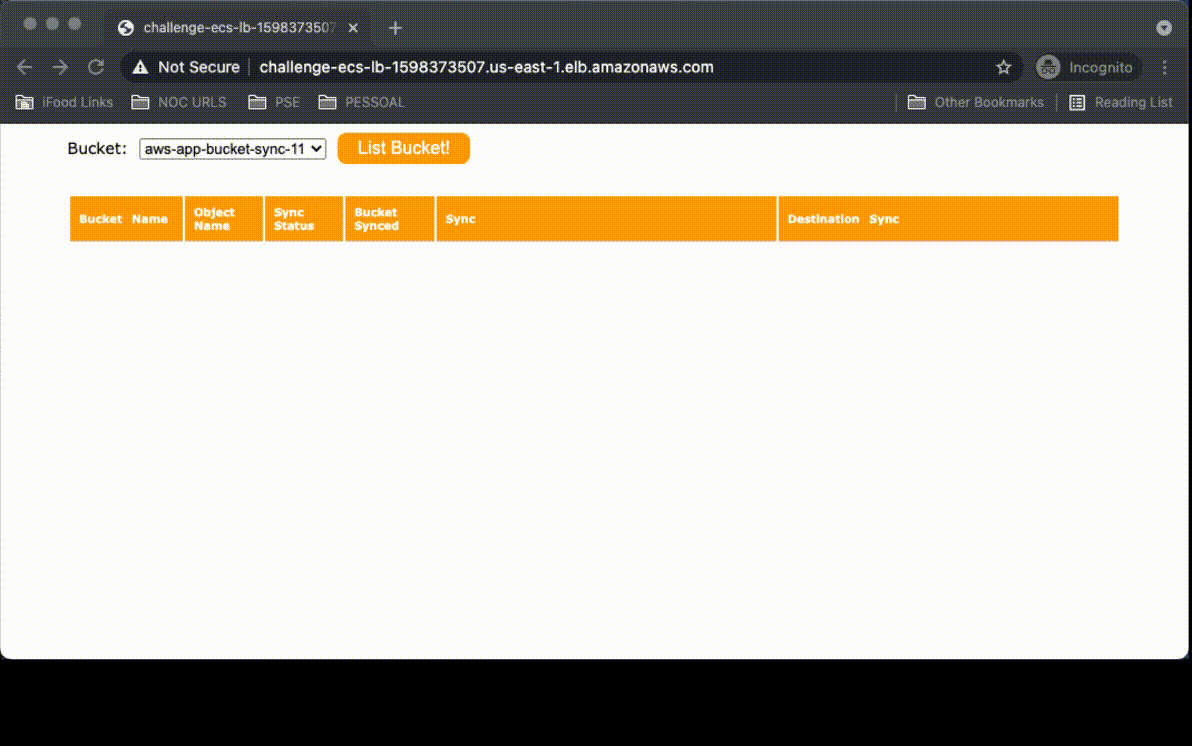 challenge-ecs-lb-1598373507
Not Secure challenge-ecs-lb-1598373507.us-east-1.elb.amazonaws.com Incognito
iFood Links NOC URLS PSE PESSOAL Other Bookmarks Reading List
Bucket: aws-app-bucket-sync-11 List Bucket!
Bucket Name
Object Name
Sync Status
Bucket Synced
Sync
Destination Sync